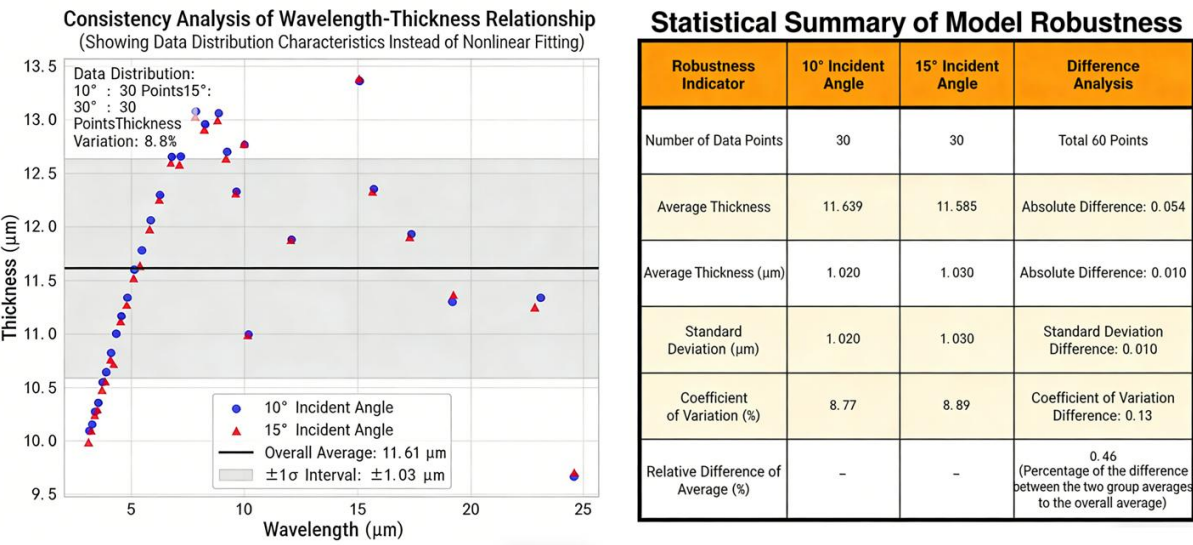 Consistency Analysis of Wavelength-Thickness Relationship
(Showing Data Distribution Characteristics Instead of Nonlinear Fitting)
Data Distribution:
10° : 30 Points15°:
30° : 30
PointsThickness
Variation: 8.8%
Thickness (μm)
13.5
13.0
12.5
12.0
11.5
11.0
10.5
10.0
9.5
10° Incident Angle
15° Incident Angle
Overall Average: 11.61 μm
±1σ Interval: ±1.03 μm
5
10
15
20
25
Wavelength (μm)
Statistical Summary of Model Robustness
Robustness
Indicator
10° Incident
Angle
15° Incident
Angle
Difference
Analysis
Number of Data Points
30
30
Total 60 Points
Average Thickness
11.639
11.585
Absolute Difference: 0.054
Average Thickness (μm)
1.020
1.030
Absolute Difference: 0.010
Standard
Deviation (μm)
1.020
1.030
Standard Deviation
Difference: 0.010
Coefficient
of Variation (%)
8.77
8.89
Coefficient of Variation
Difference: 0.13
Relative Difference of
Average (%)
–
–
0.46
(Percentage of the difference
between the two group averages
to the overall average)